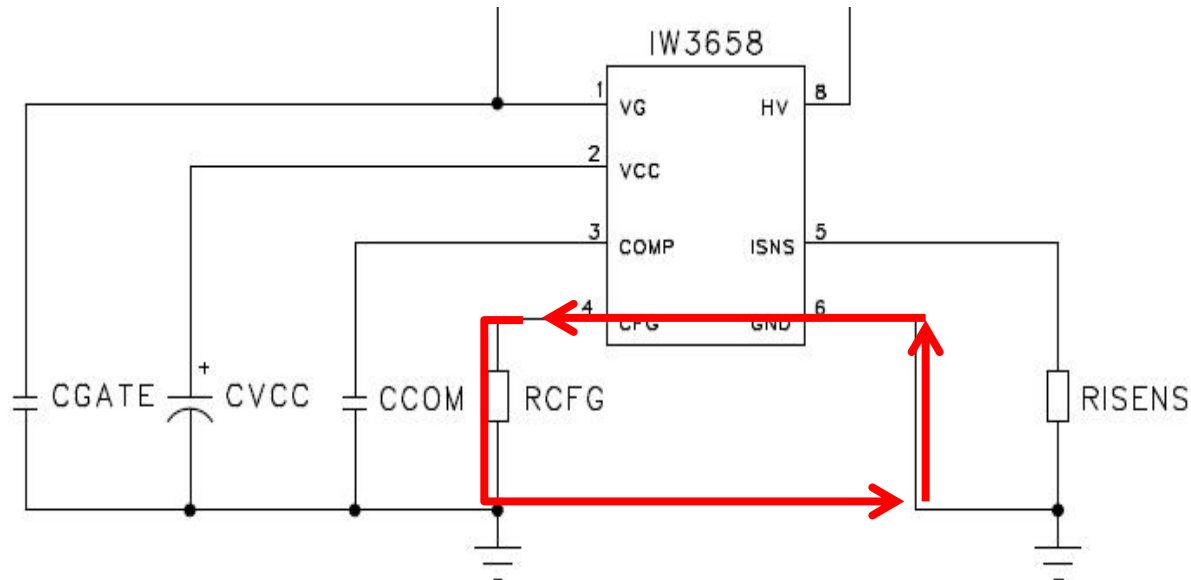 IW3658
1
VG
HV
8
2
VCC
3
COMP
ISNS
5
4
CFG
GND
6
+
CGATE
CVCC
CCOM
RCFG
RISENS